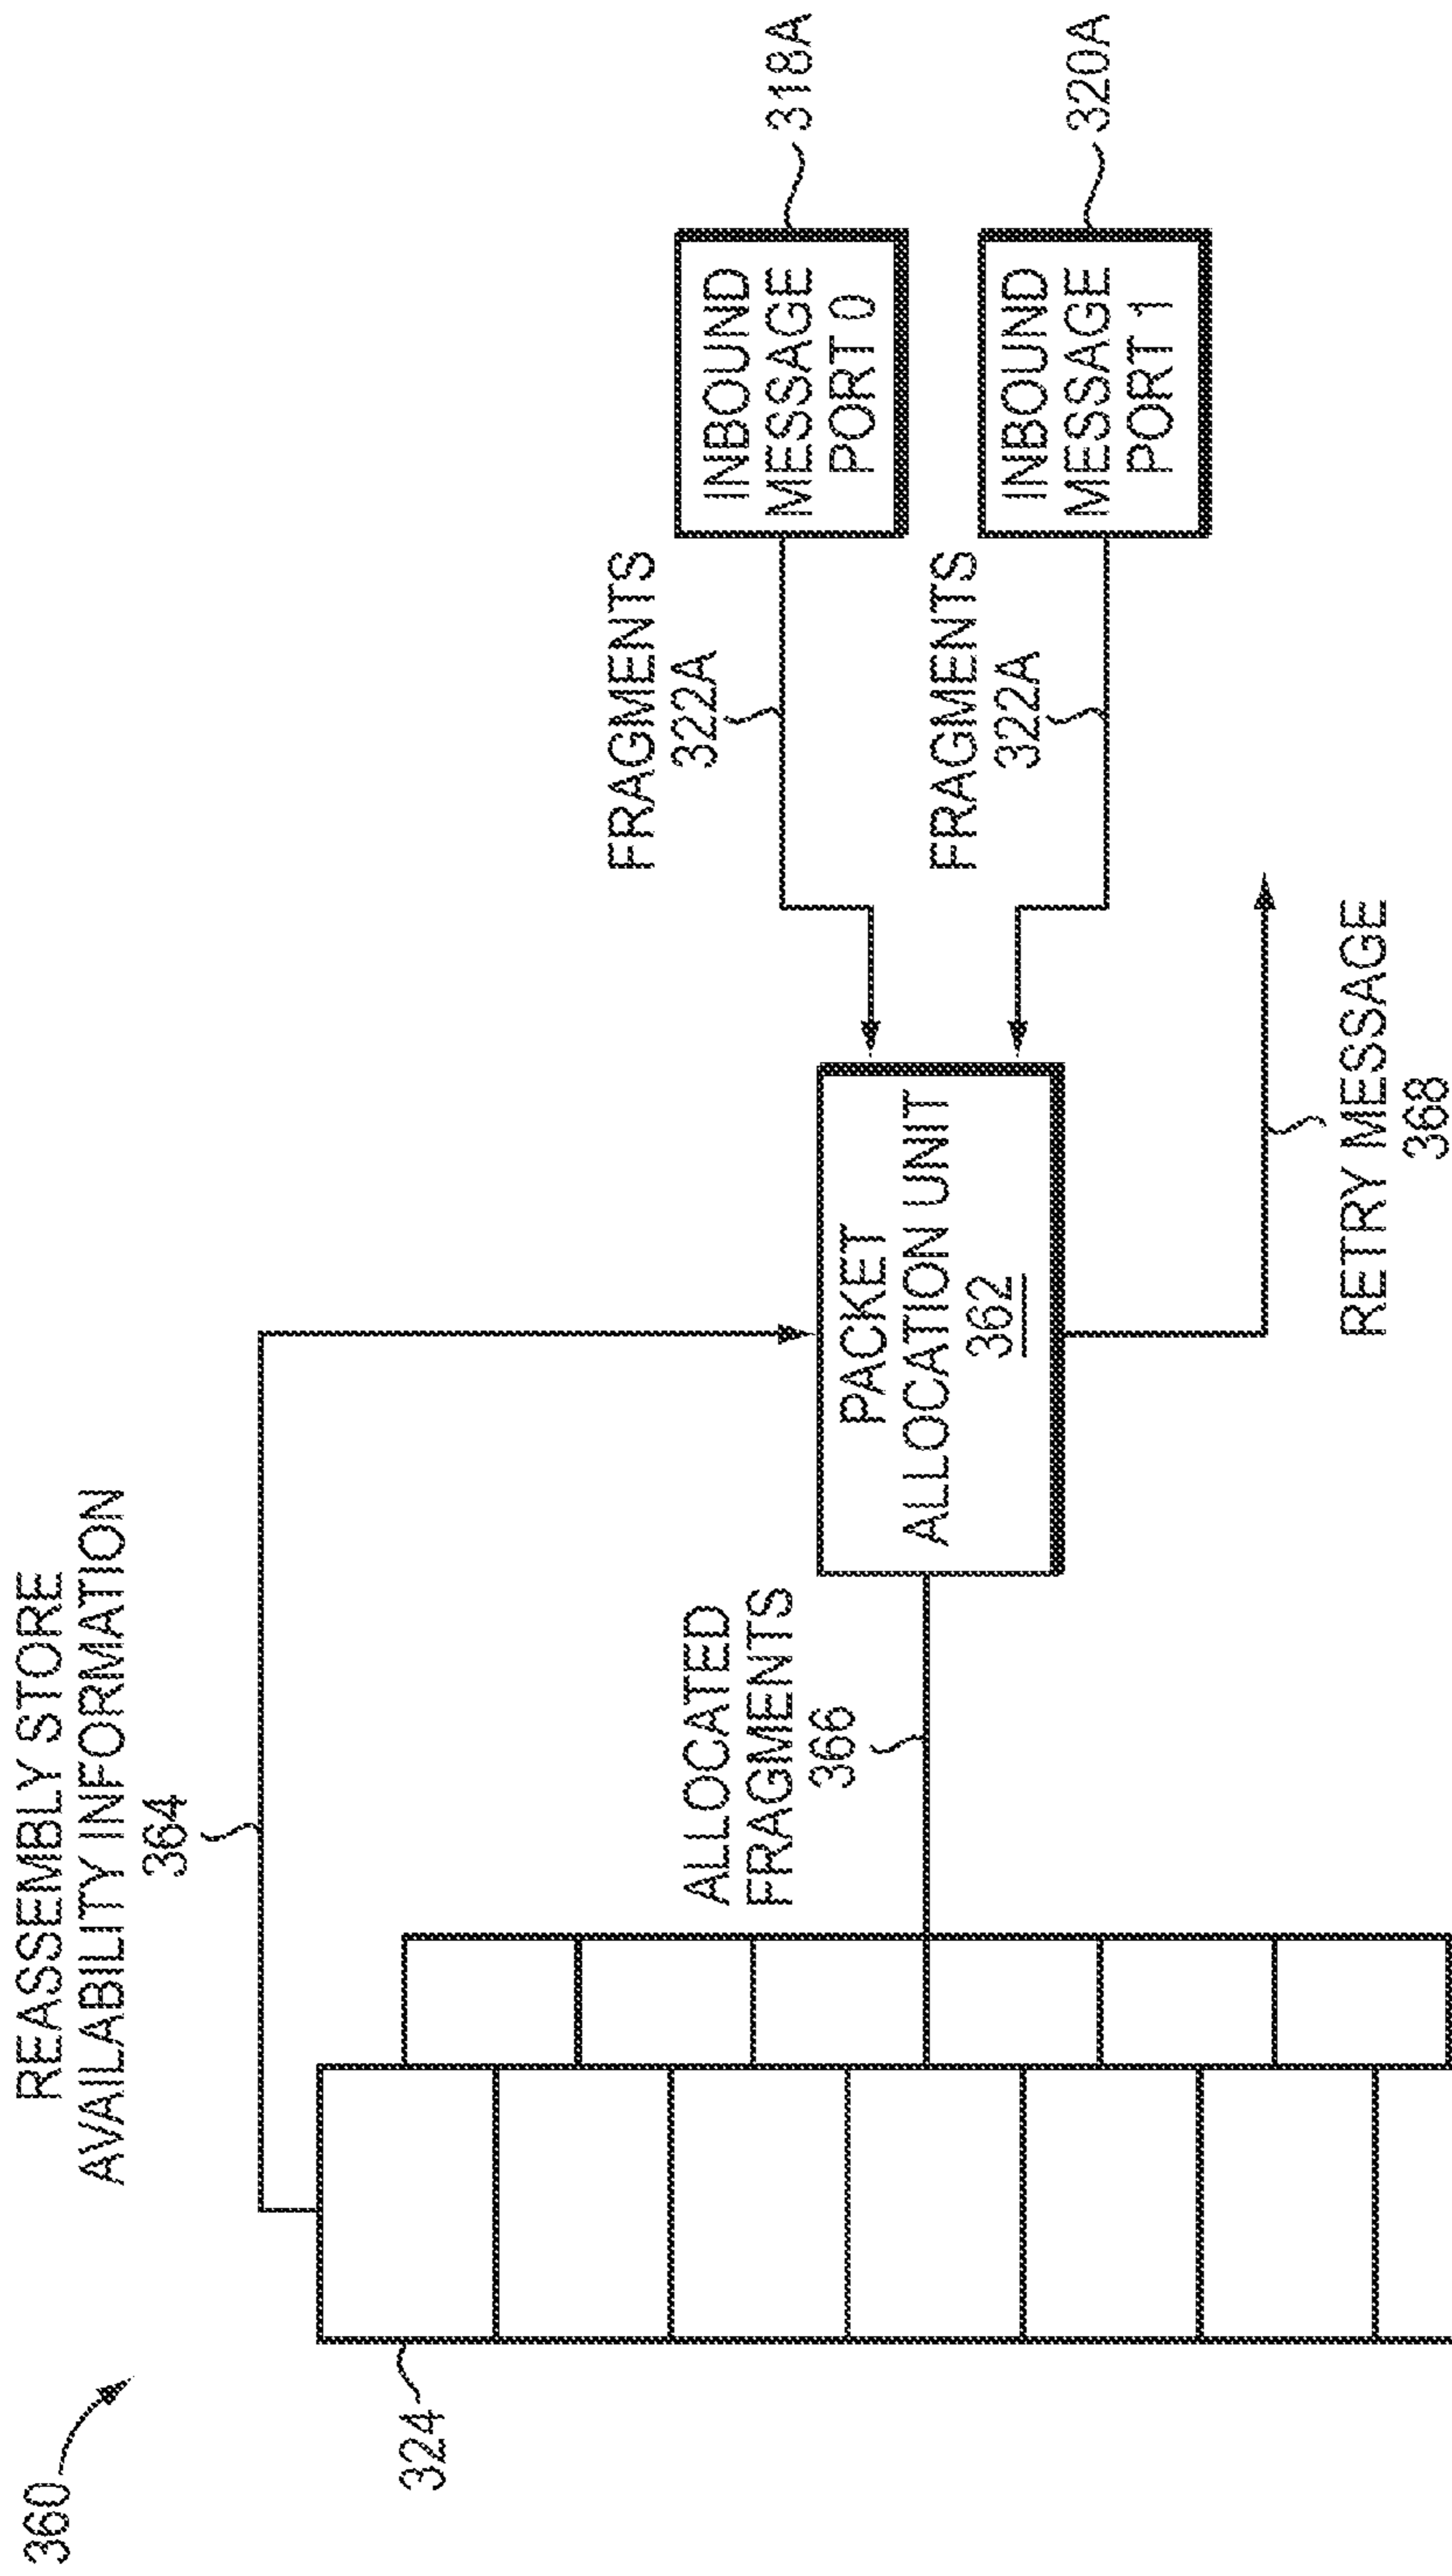 360
REASSEMBLY STORE
AVAILABILITY INFORMATION
364
324
ALLOCATED
FRAGMENTS
366
PACKET
ALLOCATION UNIT
362
FRAGMENTS
322A
INBOUND
MESSAGE
PORT 0
318A
FRAGMENTS
322A
INBOUND
MESSAGE
PORT 1
320A
RETRY MESSAGE
368